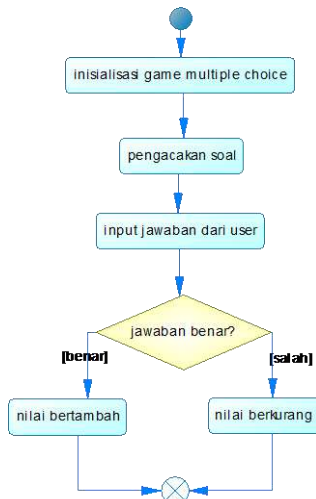 inisialisasi game multiple choice
pengacakan soal
input jawaban dari user
jawaban benar?
[benar]
[salah]
nilai bertambah
nilai berkurang